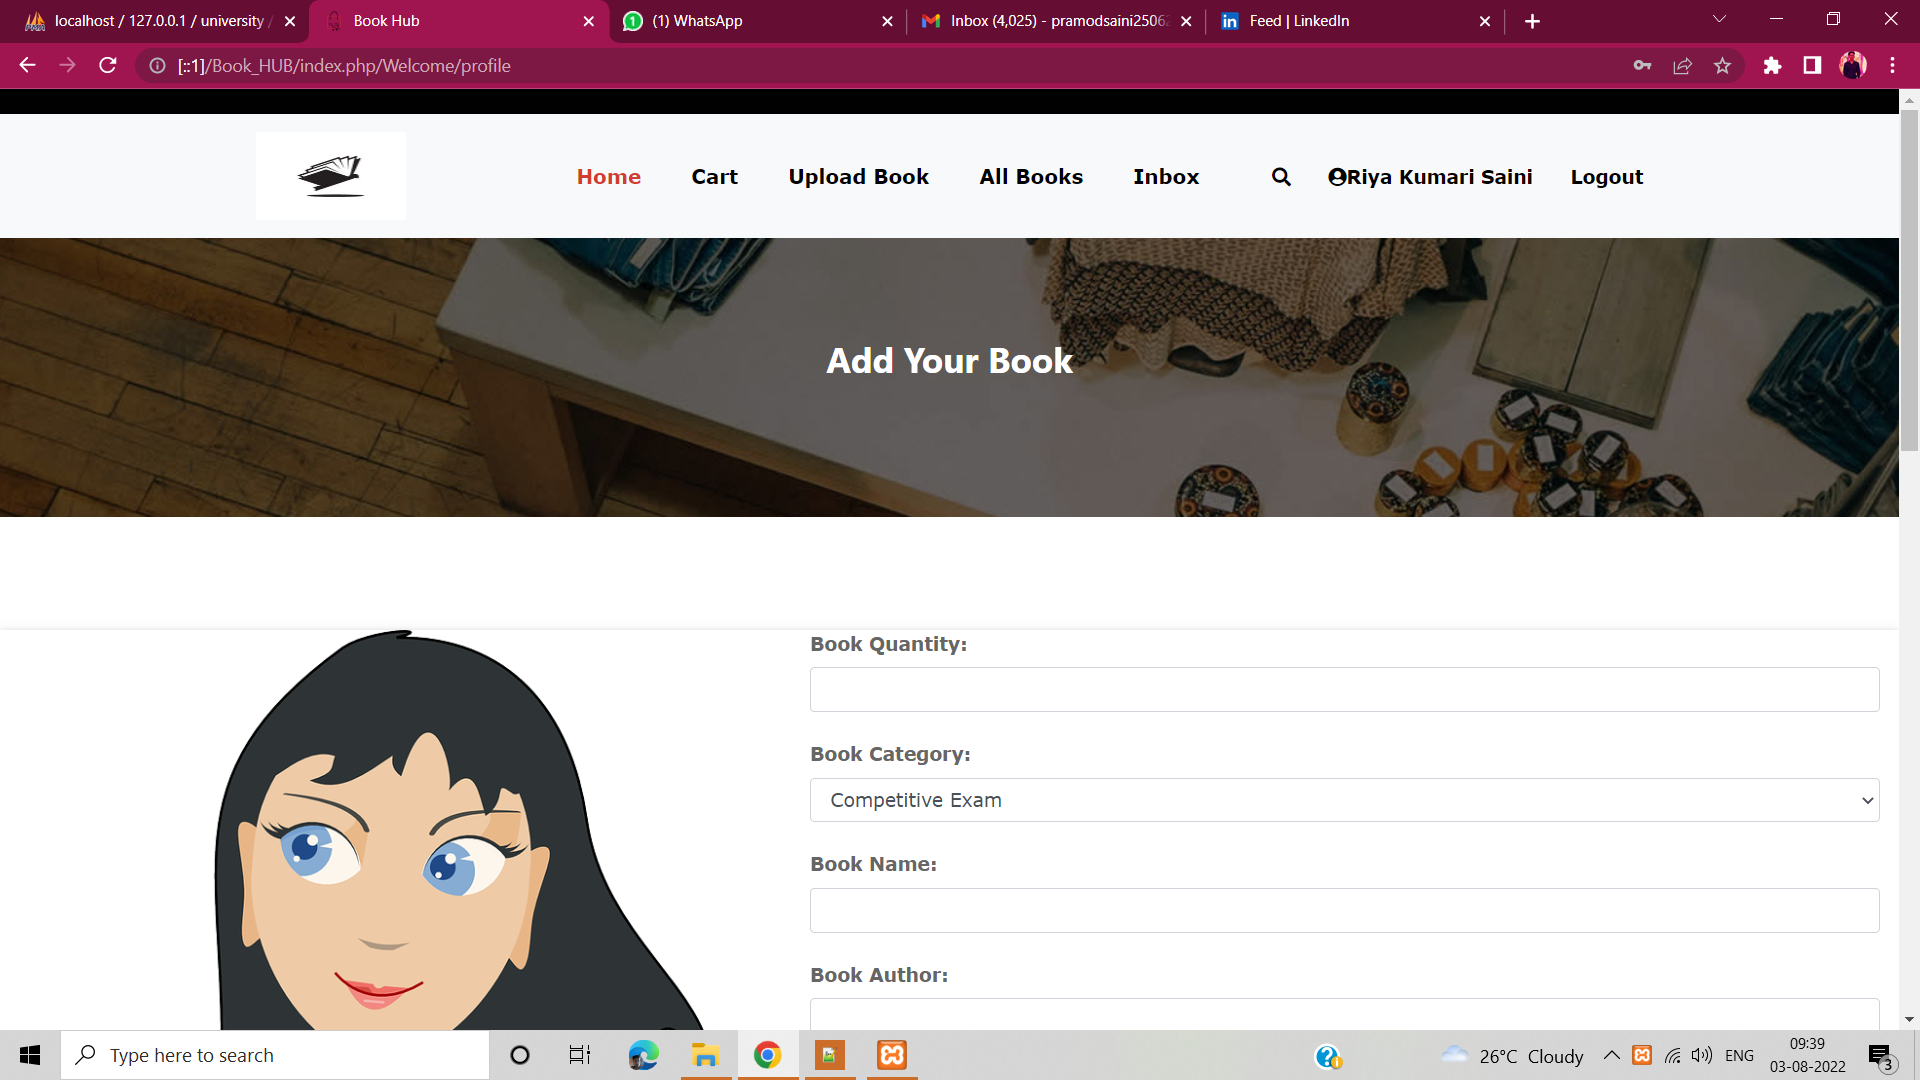 localhost / 127.0.0.1 / university /
Book Hub
(1) WhatsApp
Inbox (4,025) - pramodsaini2506
Feed | LinkedIn
[::1]/Book_HUB/index.php/Welcome/profile
Home
Cart
Upload Book
All Books
Inbox
Riya Kumari Saini
Logout
Add Your Book
Book Quantity:
Book Category:
Competitive Exam
Book Name:
Book Author:
Type here to search
26°C Cloudy
ENG
09:39
03-08-2022
3